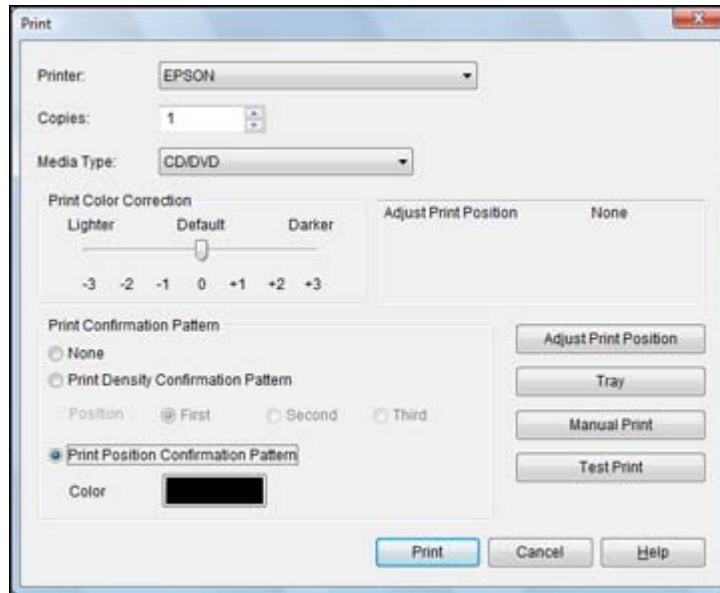 Print
Printer: EPSON
Copies: 1
Media Type: CD/DVD
Print Color Correction
Lighter Default Darker
-3 -2 -1 0 +1 +2 +3
Adjust Print Position None
Print Confirmation Pattern
None
Print Density Confirmation Pattern
Position First Second Third
Print Position Confirmation Pattern
Color
Adjust Print Position
Tray
Manual Print
Test Print
Print Cancel Help